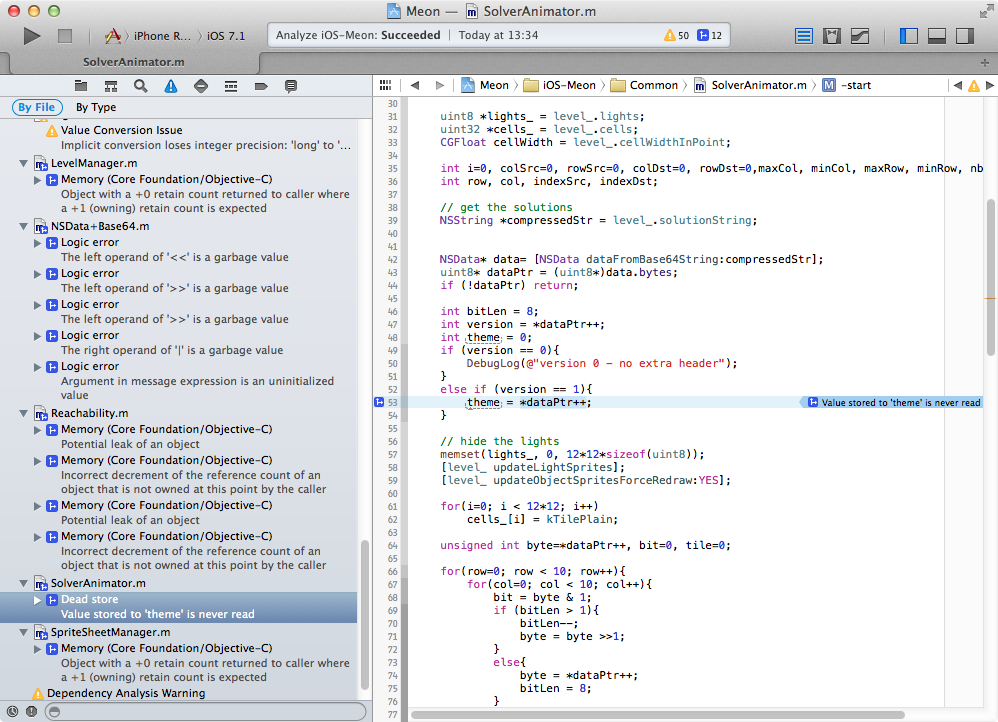 Meon — SolverAnimator.m
iPhone R... iOS 7.1
Analyze iOS-Meon: Succeeded | Today at 13:34
50 12
SolverAnimator.m
Meon iOS-Meon Common SolverAnimator.m M -start
By File By Type
Value Conversion Issue
Implicit conversion loses integer precision: 'long' to '...
LevelManager.m
Memory (Core Foundation/Objective-C)
Object with a +0 retain count returned to caller where
a +1 (owning) retain count is expected
NSData+Base64.m
Logic error
The left operand of '<<' is a garbage value
Logic error
The left operand of '>>' is a garbage value
Logic error
The left operand of '>>' is a garbage value
Logic error
The right operand of '|' is a garbage value
Logic error
Argument in message expression is an uninitialized
value
Reachability.m
Memory (Core Foundation/Objective-C)
Potential leak of an object
Memory (Core Foundation/Objective-C)
Incorrect decrement of the reference count of an
object that is not owned at this point by the caller
Memory (Core Foundation/Objective-C)
Potential leak of an object
Memory (Core Foundation/Objective-C)
Incorrect decrement of the reference count of an
object that is not owned at this point by the caller
SolverAnimator.m
Dead store
Value stored to 'theme' is never read
SpriteSheetManager.m
Memory (Core Foundation/Objective-C)
Object with a +0 retain count returned to caller where
a +1 (owning) retain count is expected
Dependency Analysis Warning
30
31 uint8 *lights_ = level_.lights;
32 uint32 *cells_ = level_.cells;
33 CGFloat cellWidth = level_.cellWidthInPoint;
34
35 int i=0, colSrc=0, rowSrc=0, colDst=0, rowDst=0,maxCol, minCol, maxRow, minRow, nb
36 int row, col, indexSrc, indexDst;
37
38 // get the solutions
39 NSString *compressedStr = level_.solutionString;
40
41
42 NSData* data= [NSData dataFromBase64String:compressedStr];
43 uint8* dataPtr = (uint8*)data.bytes;
44 if (!dataPtr) return;
45
46 int bitLen = 8;
47 int version = *dataPtr++;
48 int theme = 0;
49 if (version == 0){
50 DebugLog(@"version 0 - no extra header");
51 }
52 else if (version == 1){
53 theme = *dataPtr++; Value stored to 'theme' is never read
54 }
55
56 // hide the lights
57 memset(lights_, 0, 12*12*sizeof(uint8));
58 [level_ updateLightSprites];
59 [level_ updateObjectSpritesForceRedraw:YES];
60
61 for(i=0; i < 12*12; i++)
62 cells_[i] = kTilePlain;
63
64 unsigned int byte=*dataPtr++, bit=0, tile=0;
65
66 for(row=0; row < 10; row++){
67 for(col=0; col < 10; col++){
68 bit = byte & 1;
69 if (bitLen > 1){
70 bitLen--;
71 byte = byte >>1;
72 }
73 else{
74 byte = *dataPtr++;
75 bitLen = 8;
76 }
77